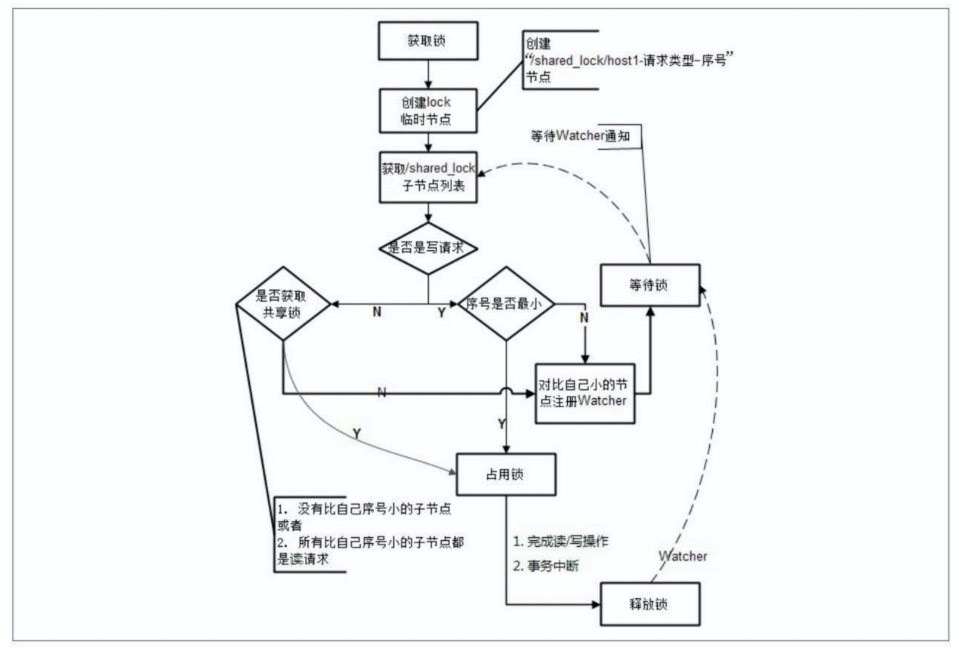 获取锁
创建
“/shared_lock/host1-请求类型-序号”
节点
创建lock
临时节点
等待Watcher通知
获取/shared_lock
子节点列表
是否是写请求
等待锁
是否获取
共享锁
N
Y
序号是否最小
N
对比自己小的节
点注册Watcher
N
Y
Y
占用锁
1. 没有比自己序号小的子节点
或者
2. 所有比自己序号小的子节点都
是读请求
1. 完成读/写操作
2. 事务中断
Watcher
释放锁